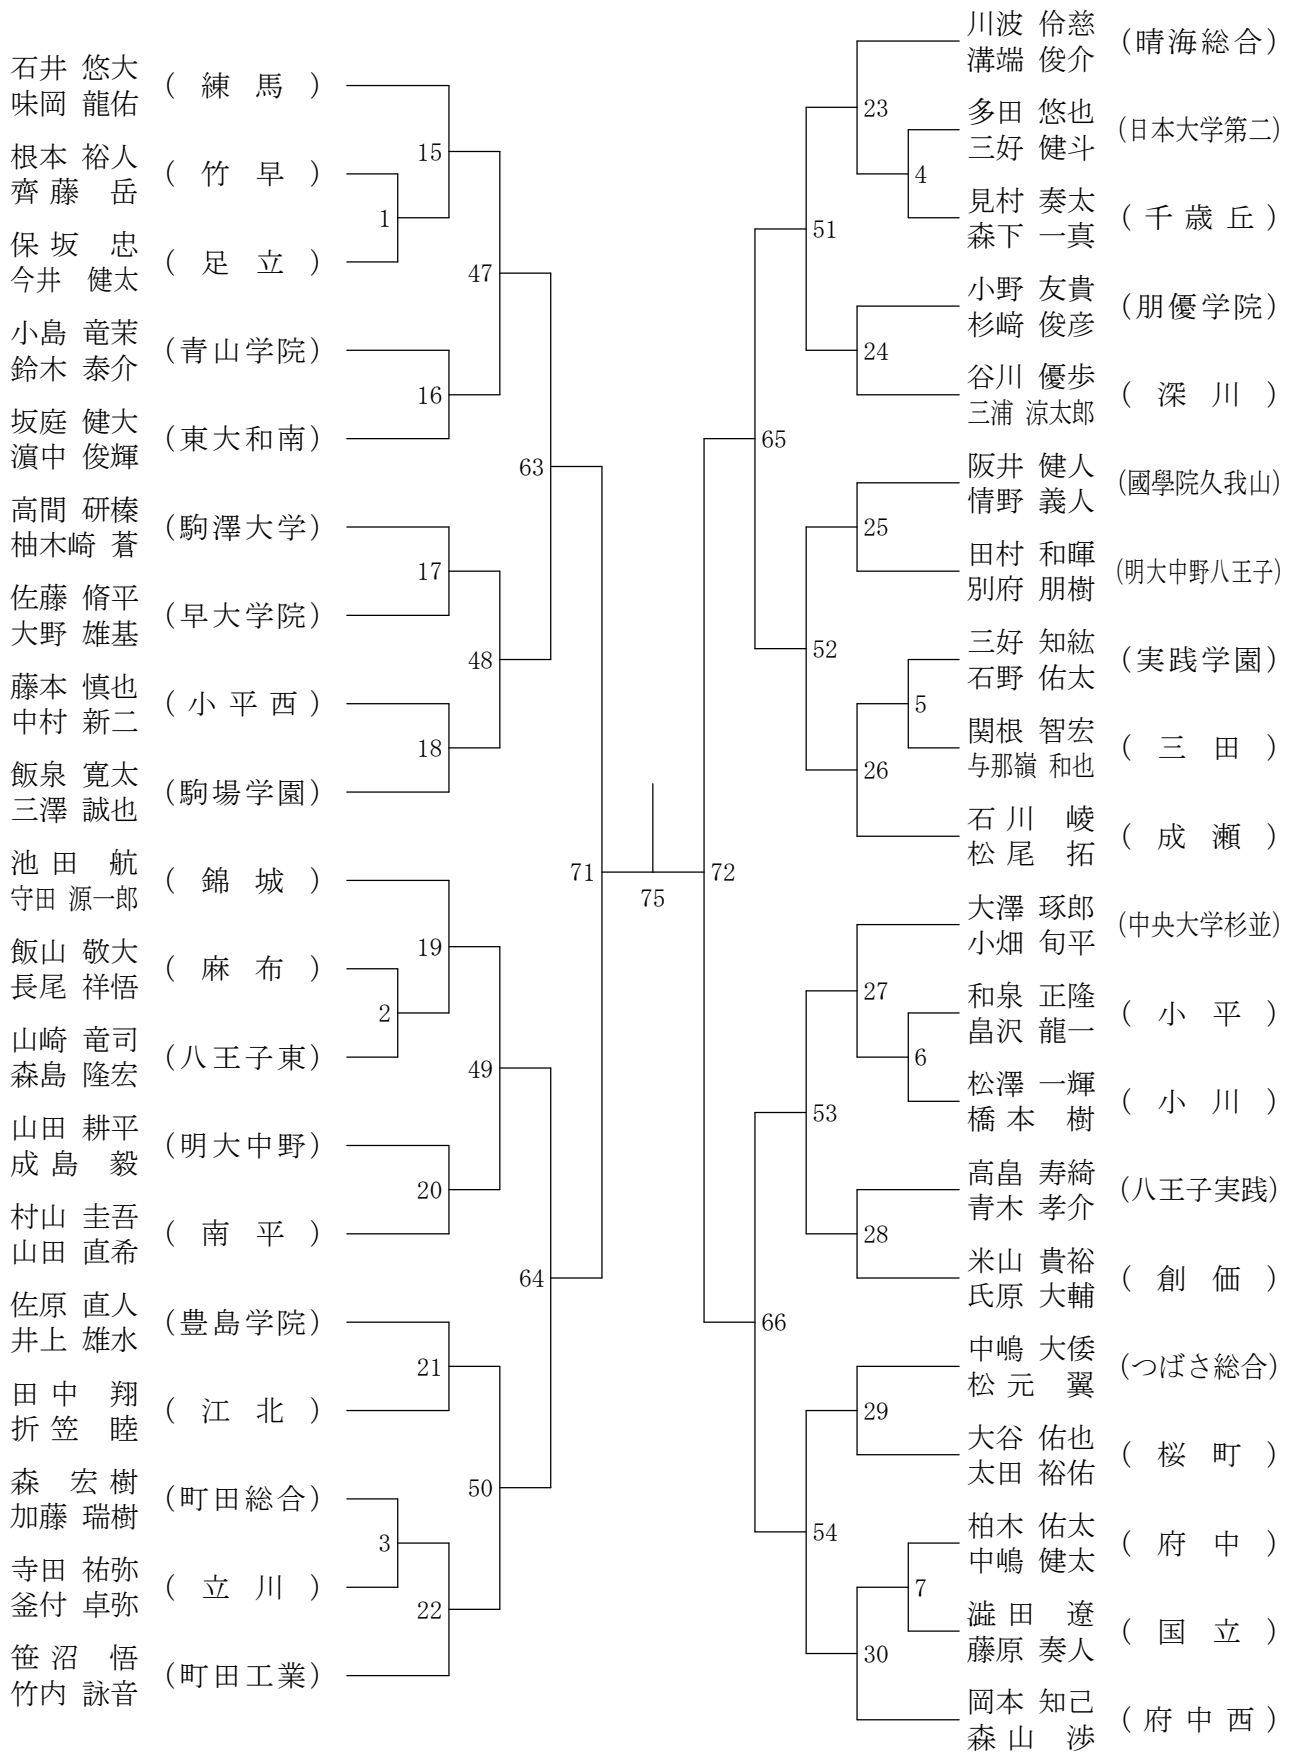 石井 悠大
味岡 龍佑
(練馬)
根本 裕人
齊藤 岳
(竹早)
保坂 忠
今井 健太
(足立)
小島 竜茉
鈴木 泰介
(青山学院)
坂庭 健大
濵中 俊輝
(東大和南)
高間 研榛
柚木崎 蒼
(駒澤大学)
佐藤 脩平
大野 雄基
(早大学院)
藤本 慎也
中村 新二
(小平西)
飯泉 寛太
三澤 誠也
(駒場学園)
池田 航
守田 源一郎
(錦城)
飯山 敬大
長尾 祥悟
(麻布)
山崎 竜司
森島 隆宏
(八王子東)
山田 耕平
成島 毅
(明大中野)
村山 圭吾
山田 直希
(南平)
佐原 直人
井上 雄水
(豊島学院)
田中 翔
折笠 睦
(江北)
森 宏樹
加藤 瑞樹
(町田総合)
寺田 祐弥
釜付 卓弥
(立川)
笹沼 悟
竹内 詠音
(町田工業)
15
1
47
16
63
17
48
18
71
19
2
49
20
64
21
50
3
22
75
72
23
4
51
24
65
25
52
5
26
27
6
53
28
66
29
54
7
30
川波 伶慈
溝端 俊介
(晴海総合)
多田 悠也
三好 健斗
(日本大学第二)
見村 奏太
森下 一真
(千歳丘)
小野 友貴
杉﨑 俊彦
(朋優学院)
谷川 優歩
三浦 涼太郎
(深川)
阪井 健人
情野 義人
(國學院久我山)
田村 和暉
別府 朋樹
(明大中野八王子)
三好 知紘
石野 佑太
(実践学園)
関根 智宏
与那嶺 和也
(三田)
石川 崚
松尾 拓
(成瀬)
大澤 琢郎
小畑 旬平
(中央大学杉並)
和泉 正隆
畠沢 龍一
(小平)
松澤 一輝
橋本 樹
(小川)
高畠 寿綺
青木 孝介
(八王子実践)
米山 貴裕
氏原 大輔
(創価)
中嶋 大倭
松元 翼
(つばさ総合)
大谷 佑也
太田 裕佑
(桜町)
柏木 佑太
中嶋 健太
(府中)
澁田 遼
藤原 奏人
(国立)
岡本 知己
森山 渉
(府中西)